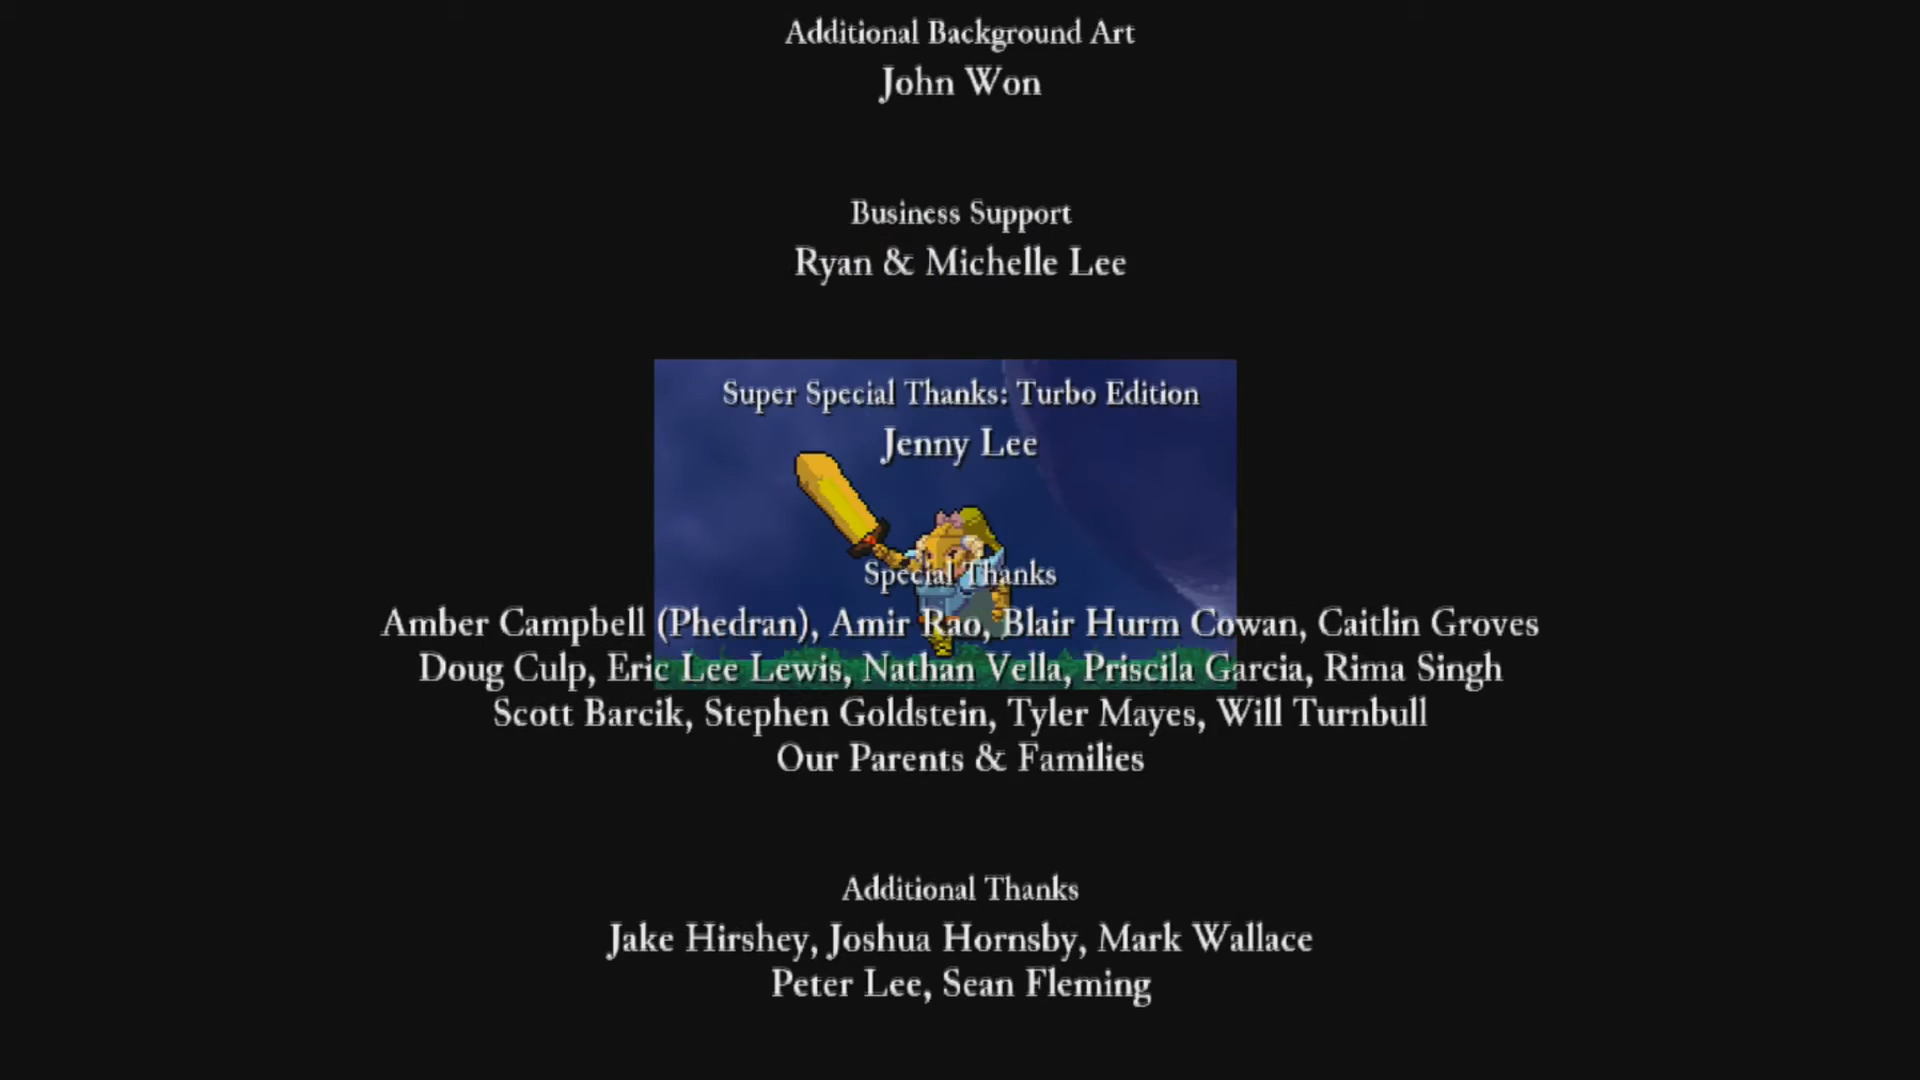 Additional Background Art
John Won
Business Support
Ryan & Michelle Lee
Super Special Thanks: Turbo Edition
Jenny Lee
Special Thanks
Amber Campbell (Phedran), Amir Rao, Blair Hurm Cowan, Caitlin Groves
Doug Culp, Eric Lee Lewis, Nathan Vella, Priscila Garcia, Rima Singh
Scott Barcik, Stephen Goldstein, Tyler Mayes, Will Turnbull
Our Parents & Families
Additional Thanks
Jake Hirshey, Joshua Hornsby, Mark Wallace
Peter Lee, Sean Fleming